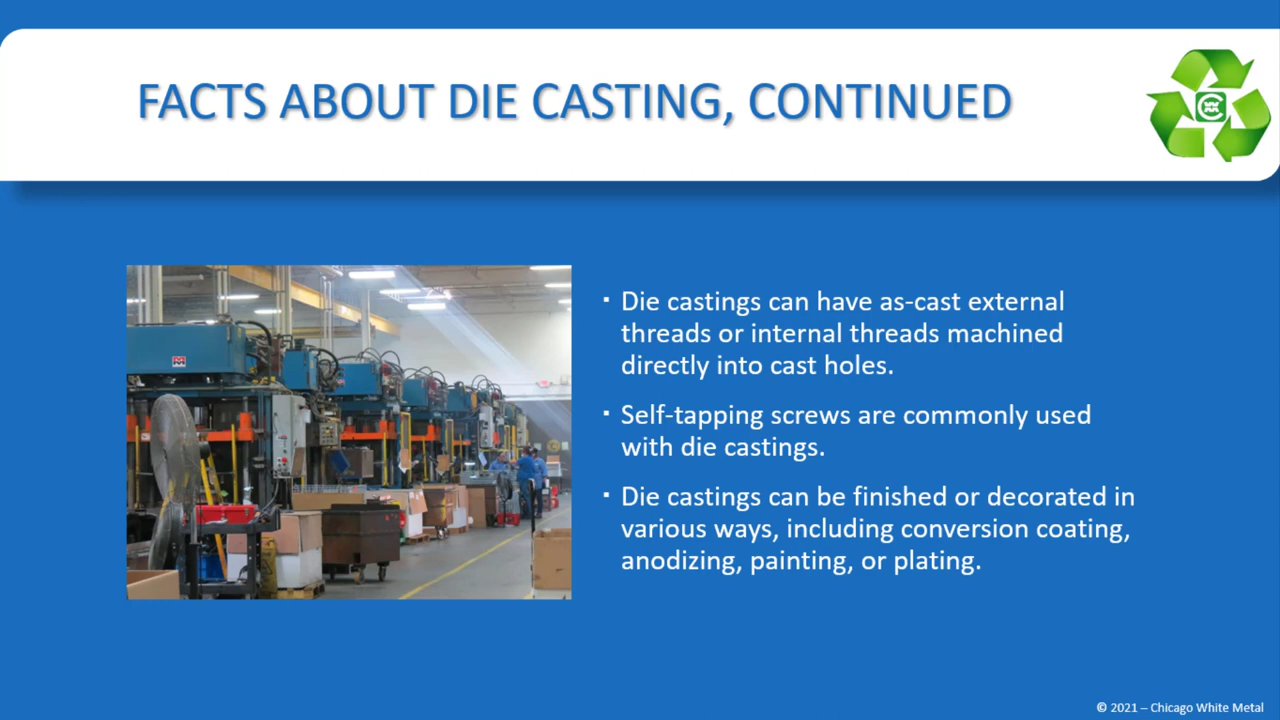 FACTS ABOUT DIE CASTING, CONTINUED
▪ Die castings can have as-cast external
threads or internal threads machined
directly into cast holes.
▪ Self-tapping screws are commonly used
with die castings.
▪ Die castings can be finished or decorated in
various ways, including conversion coating,
anodizing, painting, or plating.
© 2021 – Chicago White Metal